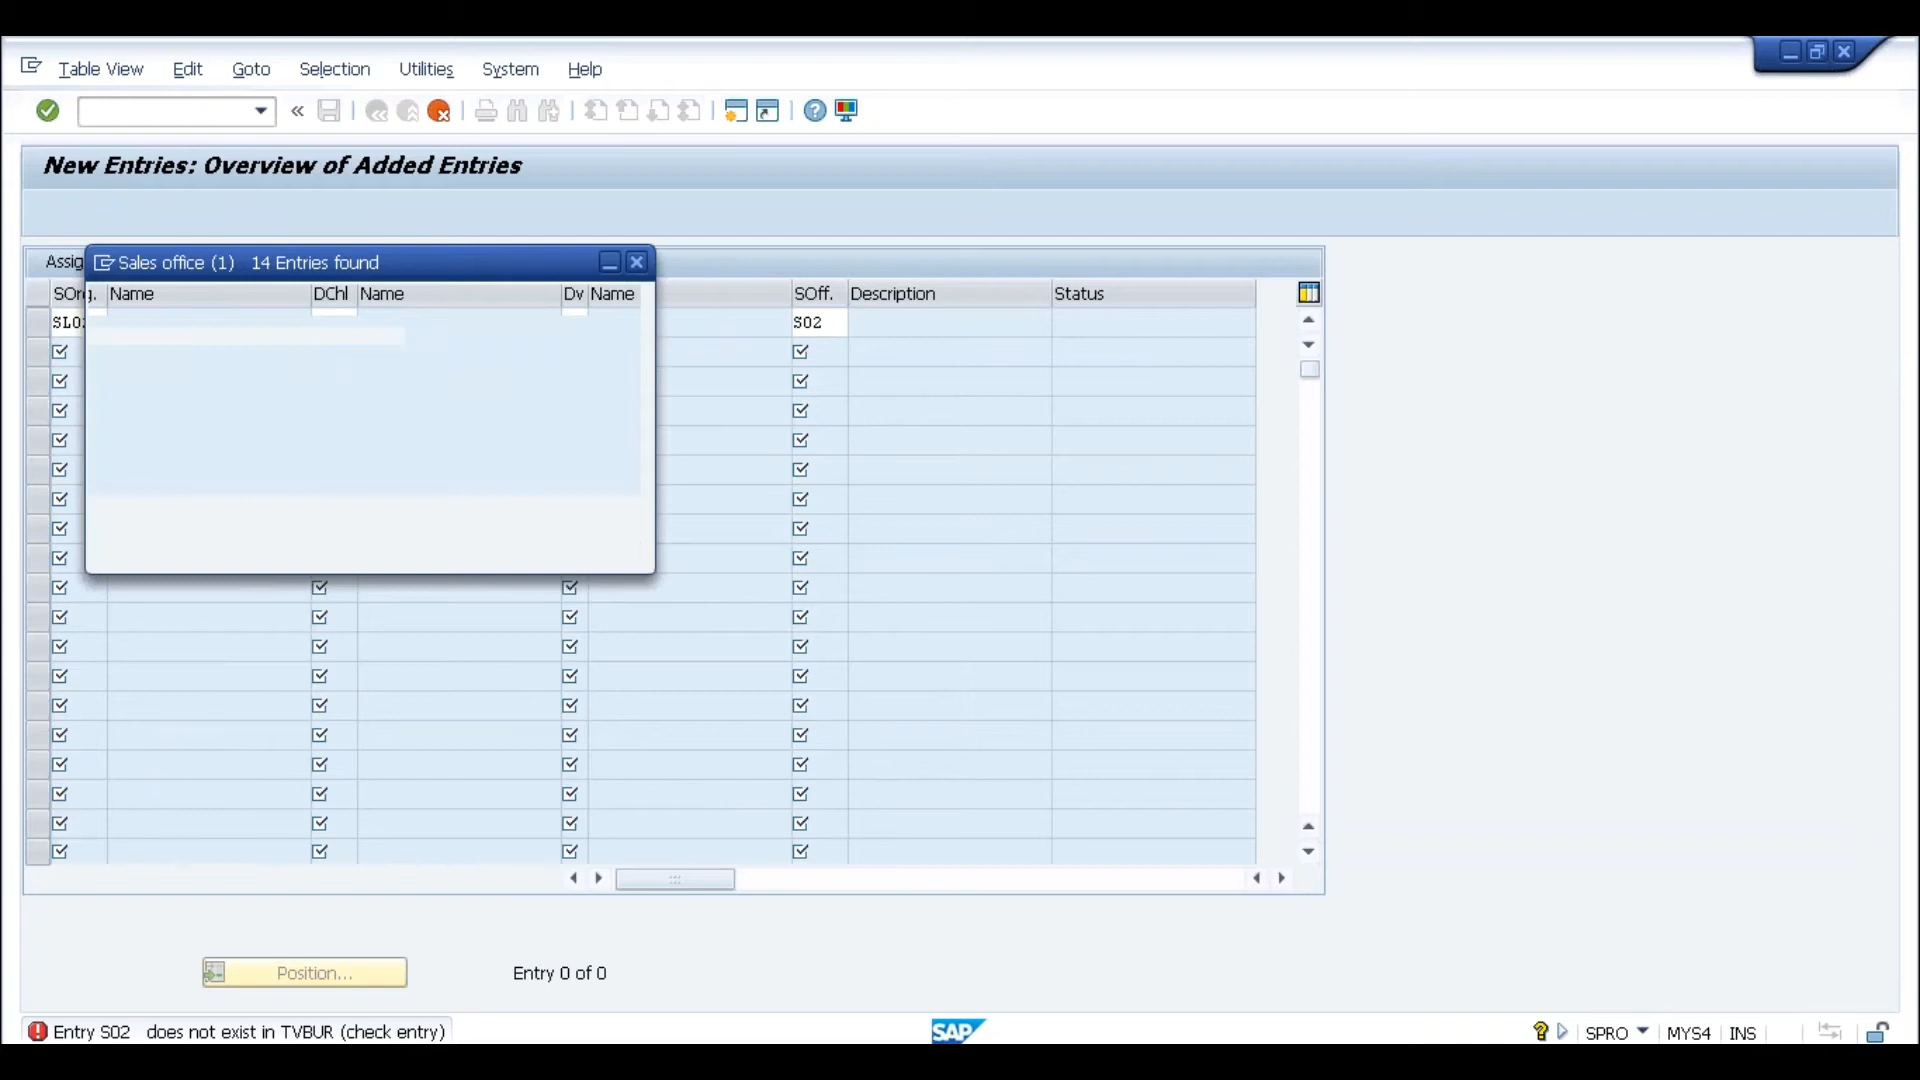 Table View Edit Goto Selection Utilities System Help
New Entries: Overview of Added Entries
Assig
Sales office (1) 14 Entries found
SOrg. Name DChl Name Dv Name SOff. Description Status
SL0 S02
Position... Entry 0 of 0
Entry S02 does not exist in TVBUR (check entry) SAP SPRO MYS4 INS